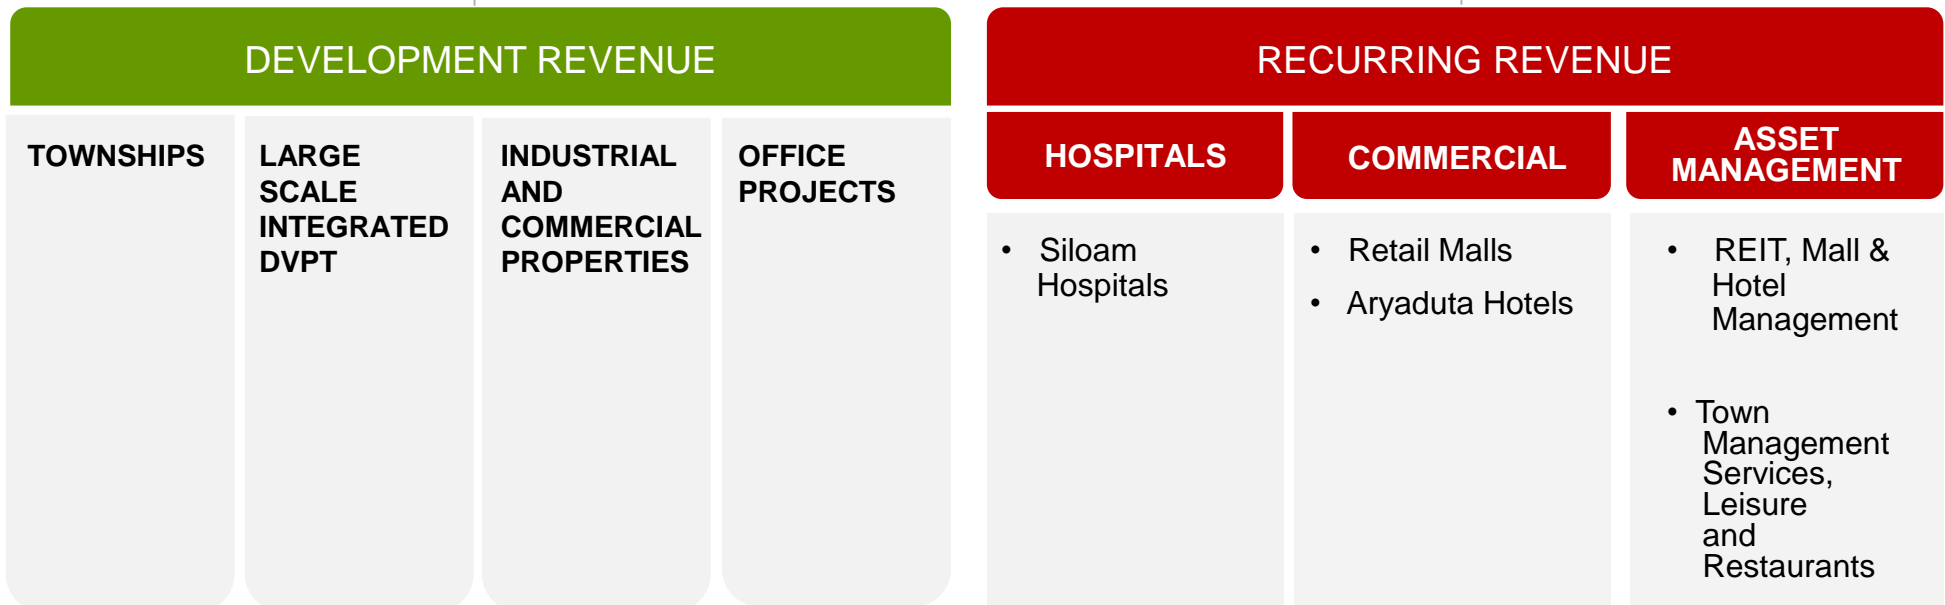 DEVELOPMENT REVENUE
TOWNSHIPS
LARGE
SCALE
INTEGRATED
DVPT
INDUSTRIAL
AND
COMMERCIAL
PROPERTIES
OFFICE
PROJECTS
RECURRING REVENUE
HOSPITALS
• Siloam
Hospitals
COMMERCIAL
• Retail Malls
• Aryaduta Hotels
ASSET
MANAGEMENT
• REIT, Mall &
Hotel
Management
• Town
Management
Services,
Leisure
and
Restaurants